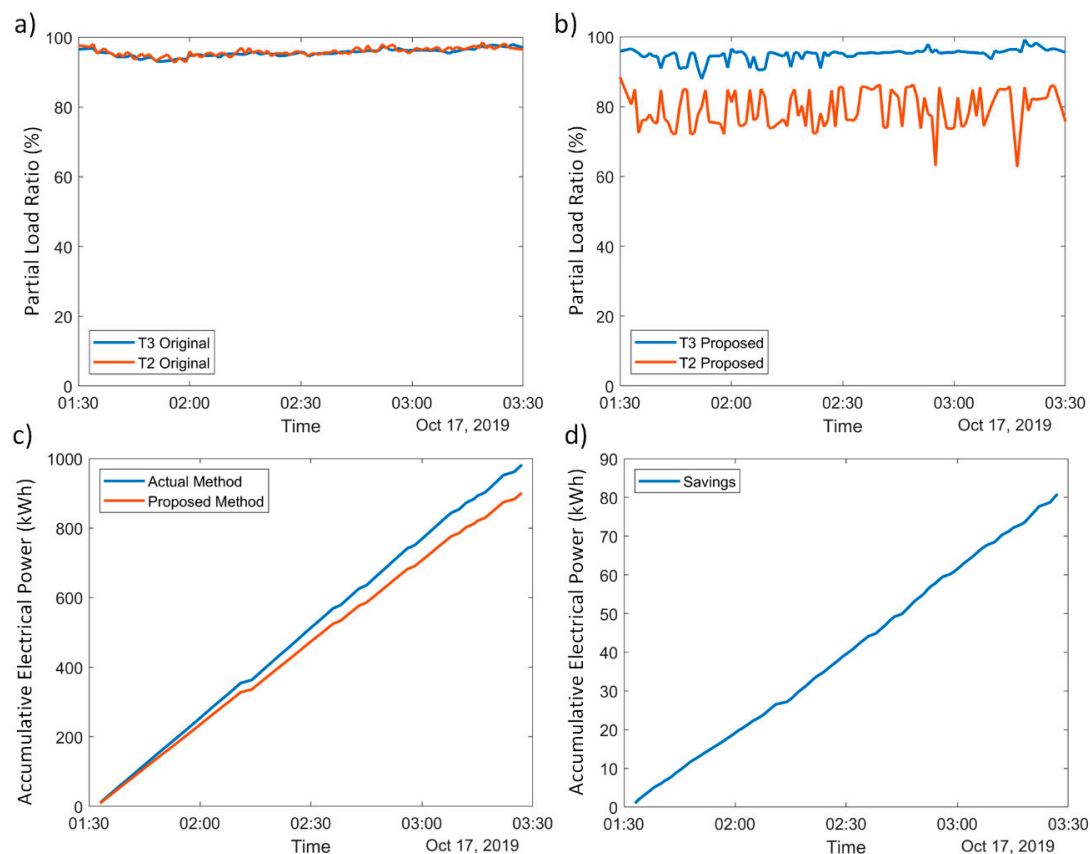 a)
Partial Load Ratio (%)
100
80
60
40
20
0
T3 Original
T2 Original
01:30 02:00 02:30 03:00 03:30
Time
Oct 17, 2019
b)
Partial Load Ratio (%)
100
80
60
40
20
0
T3 Proposed
T2 Proposed
01:30 02:00 02:30 03:00 03:30
Time
Oct 17, 2019
c)
Accumulative Electrical Power (kWh)
1000
800
600
400
200
0
Actual Method
Proposed Method
01:30 02:00 02:30 03:00 03:30
Time
Oct 17, 2019
d)
Accumulative Electrical Power (kWh)
90
80
70
60
50
40
30
20
10
0
Savings
01:30 02:00 02:30 03:00 03:30
Time
Oct 17, 2019